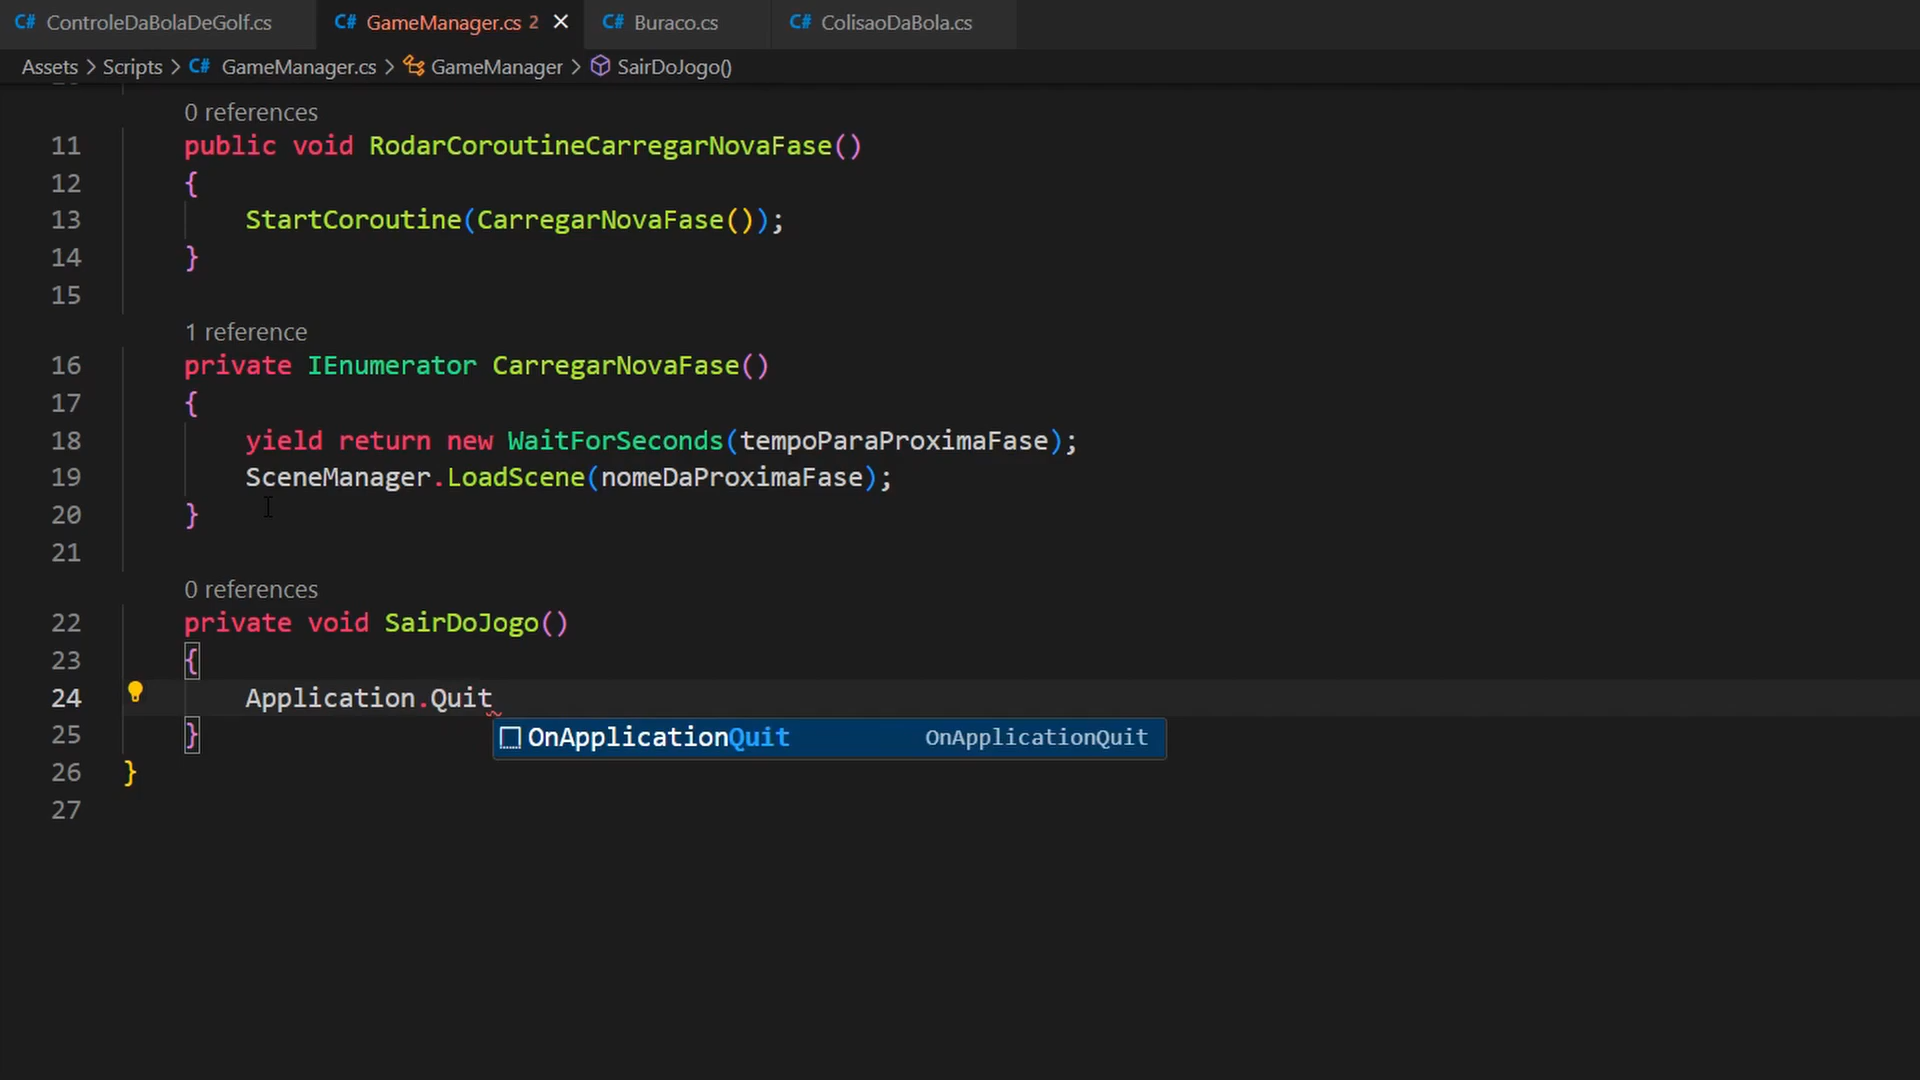 C# ControleDaBolaDeGolf.cs C# GameManager.cs 2 C# Buraco.cs C# ColisaoDaBola.cs
Assets > Scripts > C# GameManager.cs > GameManager > SairDoJogo()
0 references
11 public void RodarCoroutineCarregarNovaFase()
12 {
13 StartCoroutine(CarregarNovaFase());
14 }
15
1 reference
16 private IEnumerator CarregarNovaFase()
17 {
18 yield return new WaitForSeconds(tempoParaProximaFase);
19 SceneManager.LoadScene(nomeDaProximaFase);
20 }
21
0 references
22 private void SairDoJogo()
23 {
24 Application.Quit
25 }
OnApplicationQuit OnApplicationQuit
26 }
27